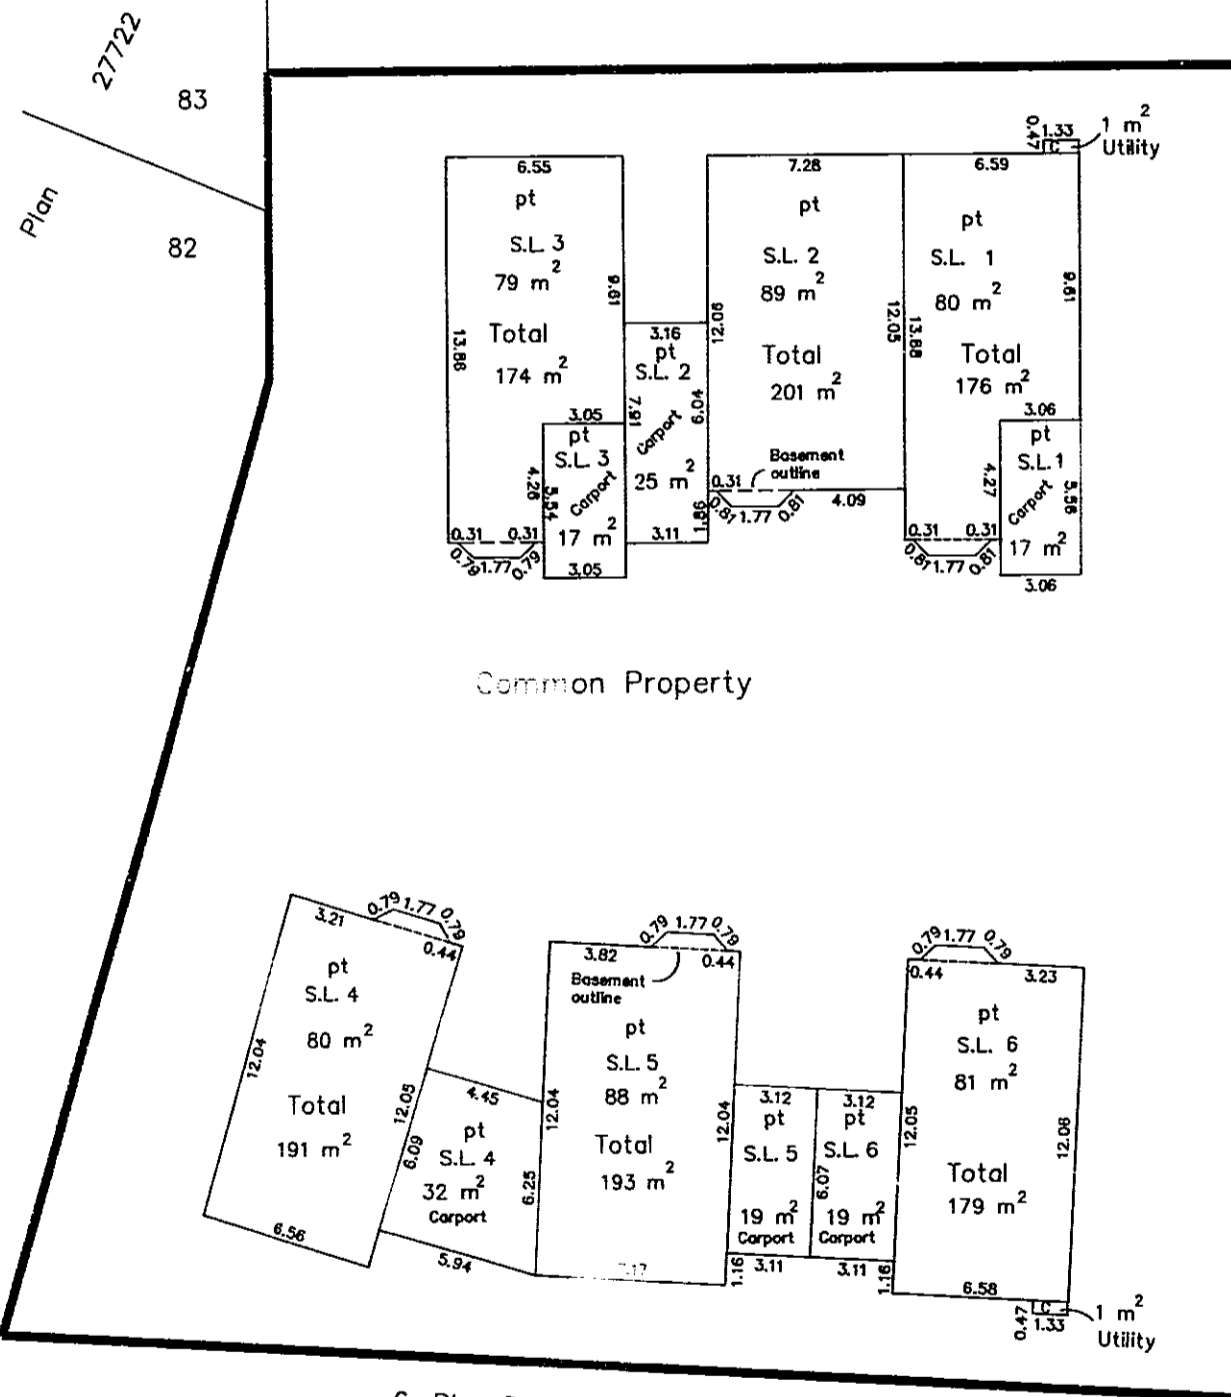 27722
83
Plan
82
0.47
1.33
C
1 m²
Utility
6.55
pt
S.L. 3
79 m²
Total
174 m²
13.86
9.61
3.05
pt
S.L. 3
Carport
17 m²
4.26
5.54
3.05
0.31
0.31
0.79
1.77
0.79
3.16
pt
S.L. 2
Carport
25 m²
7.91
9.04
1.86
3.11
7.28
pt
S.L. 2
89 m²
Total
201 m²
12.05
Basement
outline
0.31
0.81
1.77
0.81
4.09
6.59
pt
S.L. 1
80 m²
Total
176 m²
13.88
9.61
3.06
pt
S.L.1
Carport
17 m²
4.27
5.56
3.06
0.31
0.31
0.81
1.77
0.81
Common Property
3.21
0.79
1.77
0.79
0.44
pt
S.L. 4
80 m²
Total
191 m²
12.04
12.05
6.09
6.56
4.45
pt
S.L. 4
32 m²
Carport
6.25
5.94
3.82
0.79
1.77
0.79
0.44
Basement
outline
pt
S.L. 5
88 m²
Total
193 m²
12.04
12.04
1.16
3.12
pt
S.L. 5
19 m²
Carport
3.11
6.07
3.12
pt
S.L. 6
19 m²
Carport
3.11
1.16
0.79
1.77
0.79
0.44
3.23
pt
S.L. 6
81 m²
Total
179 m²
12.05
12.08
6.58
0.47
C
1.33
1 m²
Utility